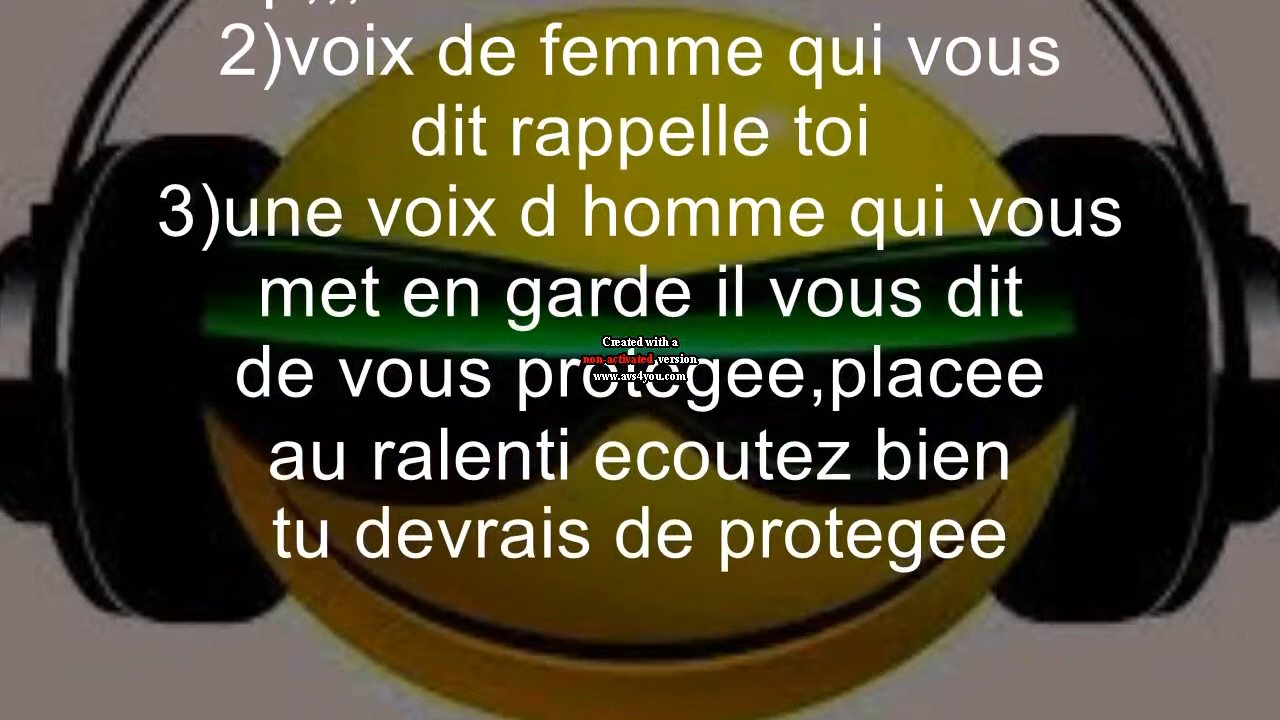 2)voix de femme qui vous
dit rappelle toi
3)une voix d homme qui vous
met en garde il vous dit
Created with a
non-activated version
www.avs4you.com
de vous protegee,placee
au ralenti ecoutez bien
tu devrais de protegee